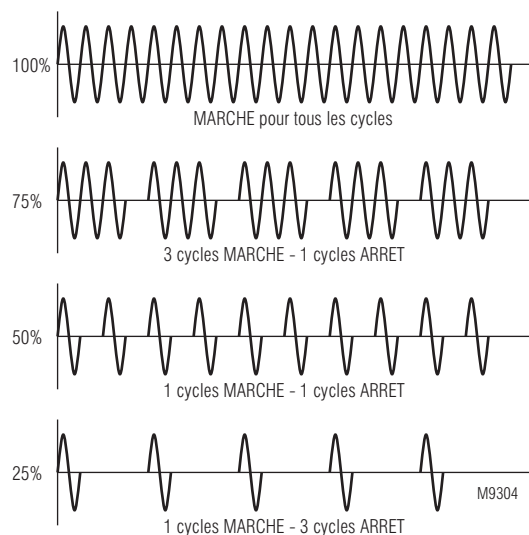 100%
MARCHE pour tous les cycles
75%
3 cycles MARCHE - 1 cycles ARRET
50%
1 cycles MARCHE - 1 cycles ARRET
25%
M9304
1 cycles MARCHE - 3 cycles ARRET